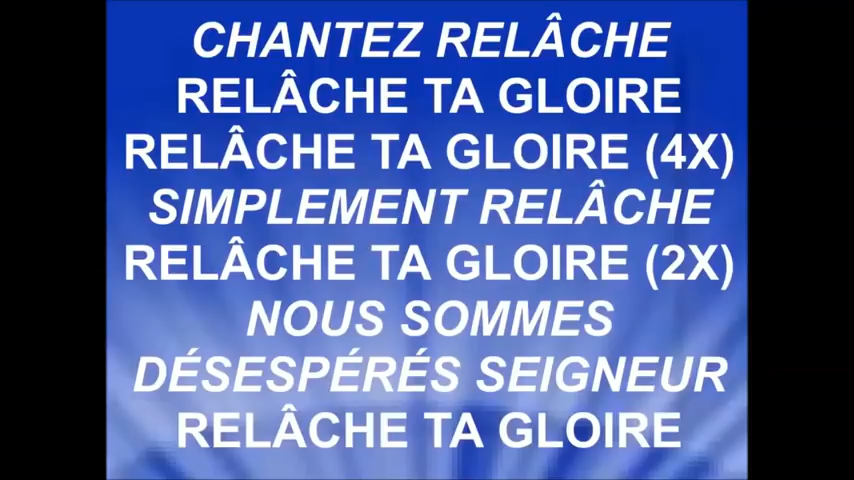 CHANTEZ RELÂCHE
RELÂCHE TA GLOIRE
RELÂCHE TA GLOIRE (4X)
SIMPLEMENT RELÂCHE
RELÂCHE TA GLOIRE (2X)
NOUS SOMMES
DÉSESPÉRÉS SEIGNEUR
RELÂCHE TA GLOIRE